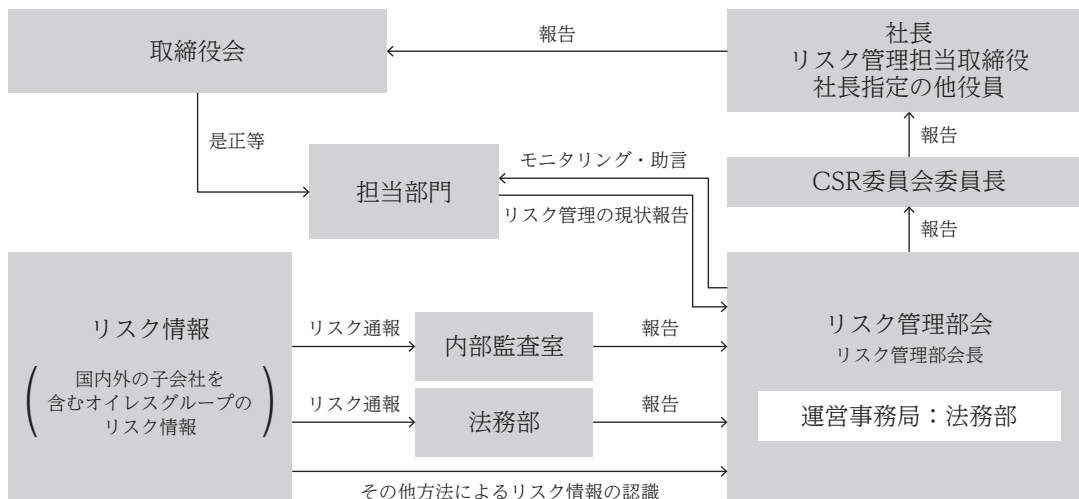 取締役会
報告
社長
リスク管理担当取締役
社長指定の他役員
是正等
報告
モニタリング・助言
担当部門
CSR委員会委員長
リスク管理の現状報告
報告
リスク情報
国内外の子会社を
含むオイレスグループの
リスク情報
リスク通報
内部監査室
報告
リスク通報
法務部
報告
リスク管理部会
リスク管理部会長
運営事務局：法務部
その他方法によるリスク情報の認識